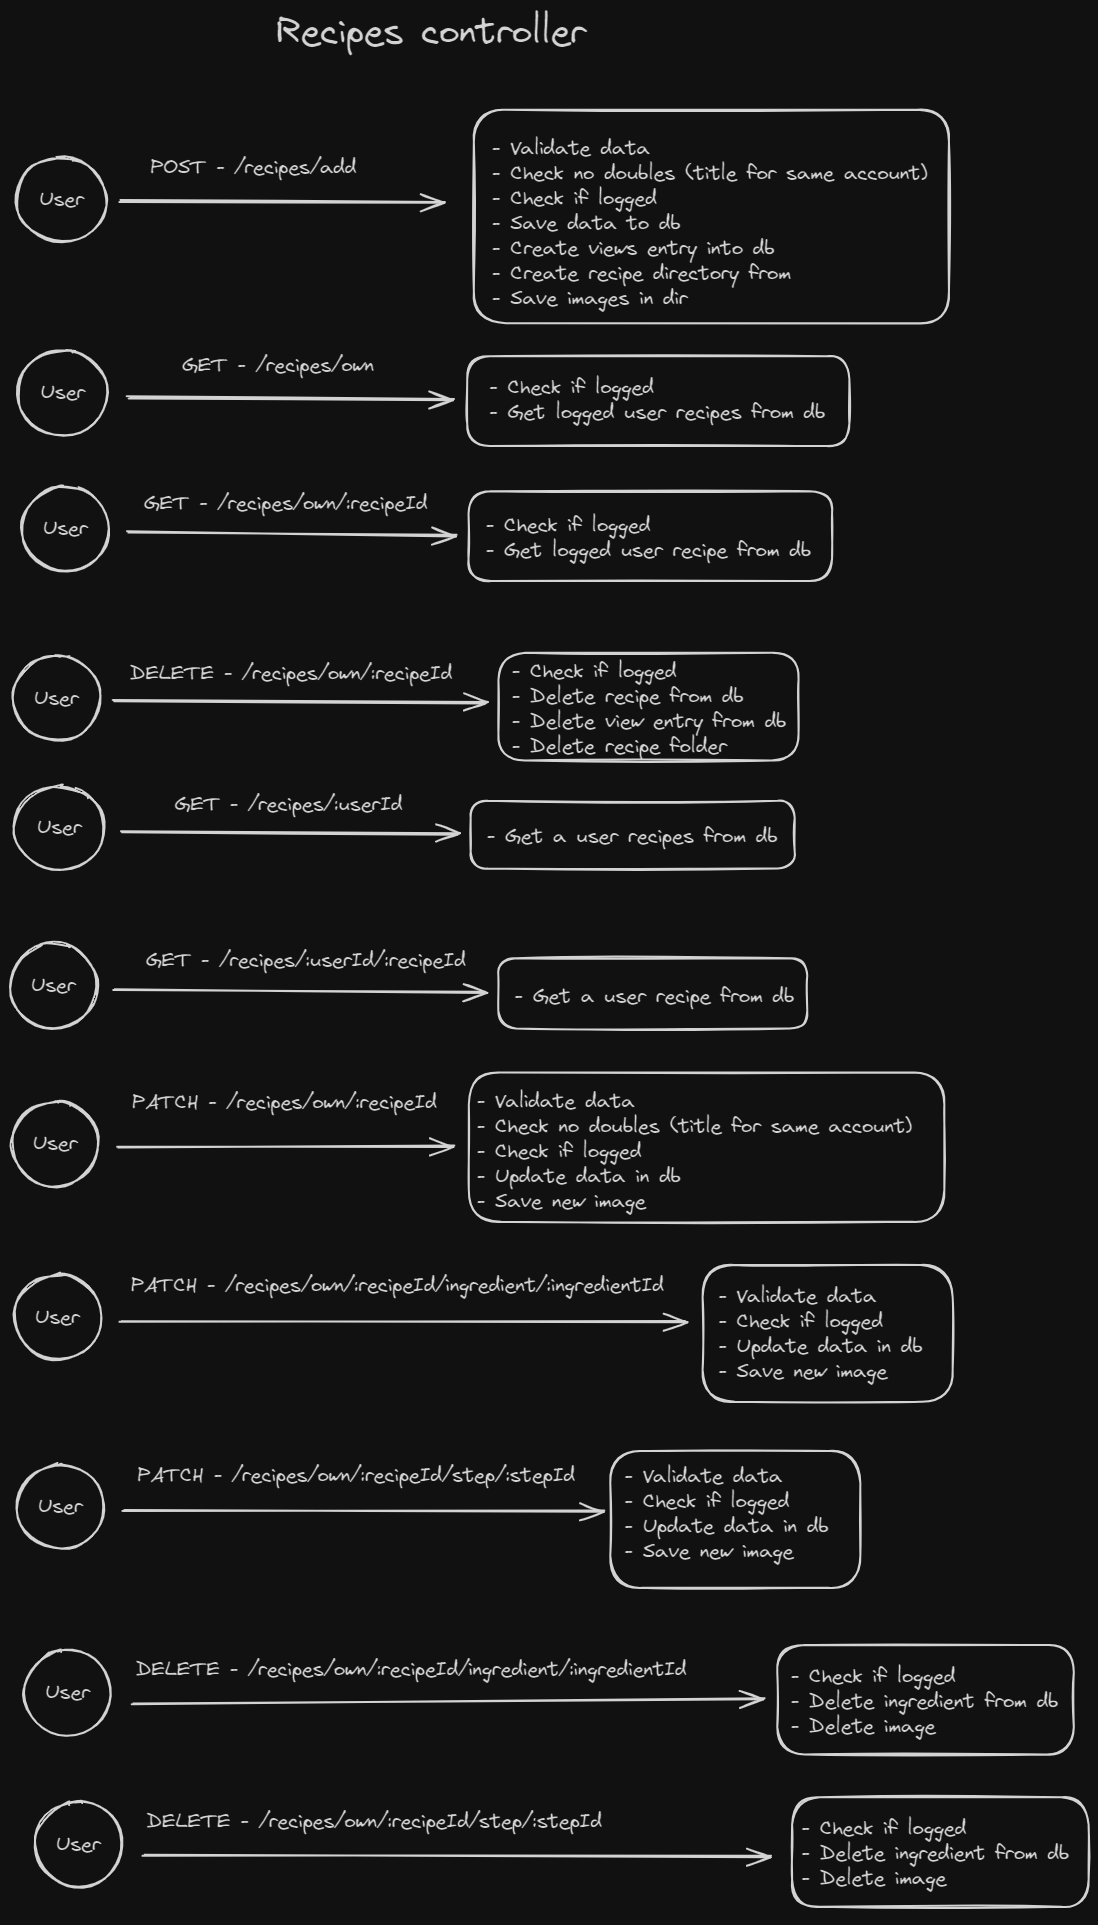 Recipes controller
User
POST - /recipes/add
- Validate data
- Check no doubles (title for same account)
- Check if logged
- Save data to db
- Create views entry into db
- Create recipe directory from
- Save images in dir
User
GET - /recipes/own
- Check if logged
- Get logged user recipes from db
User
GET - /recipes/own/:recipeId
- Check if logged
- Get logged user recipe from db
User
DELETE - /recipes/own/:recipeId
- Check if logged
- Delete recipe from db
- Delete view entry from db
- Delete recipe folder
User
GET - /recipes/:userId
- Get a user recipes from db
User
GET - /recipes/:userId/:recipeId
- Get a user recipe from db
User
PATCH - /recipes/own/:recipeId
- Validate data
- Check no doubles (title for same account)
- Check if logged
- Update data in db
- Save new image
User
PATCH - /recipes/own/:recipeId/ingredient/:ingredientId
- Validate data
- Check if logged
- Update data in db
- Save new image
User
PATCH - /recipes/own/:recipeId/step/:stepId
- Validate data
- Check if logged
- Update data in db
- Save new image
User
DELETE - /recipes/own/:recipeId/ingredient/:ingredientId
- Check if logged
- Delete ingredient from db
- Delete image
User
DELETE - /recipes/own/:recipeId/step/:stepId
- Check if logged
- Delete ingredient from db
- Delete image